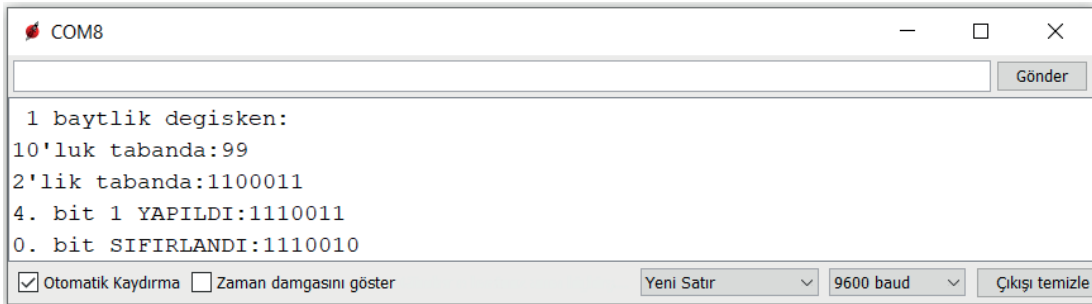 COM8
Gönder
1 baytlik degisken:
10'luk tabanda:99
2'lik tabanda:1100011
4. bit 1 YAPILDI:1110011
0. bit SIFIRLANDI:1110010
Otomatik Kaydırma Zaman damgasını göster Yeni Satır 9600 baud Çıkışı temizle